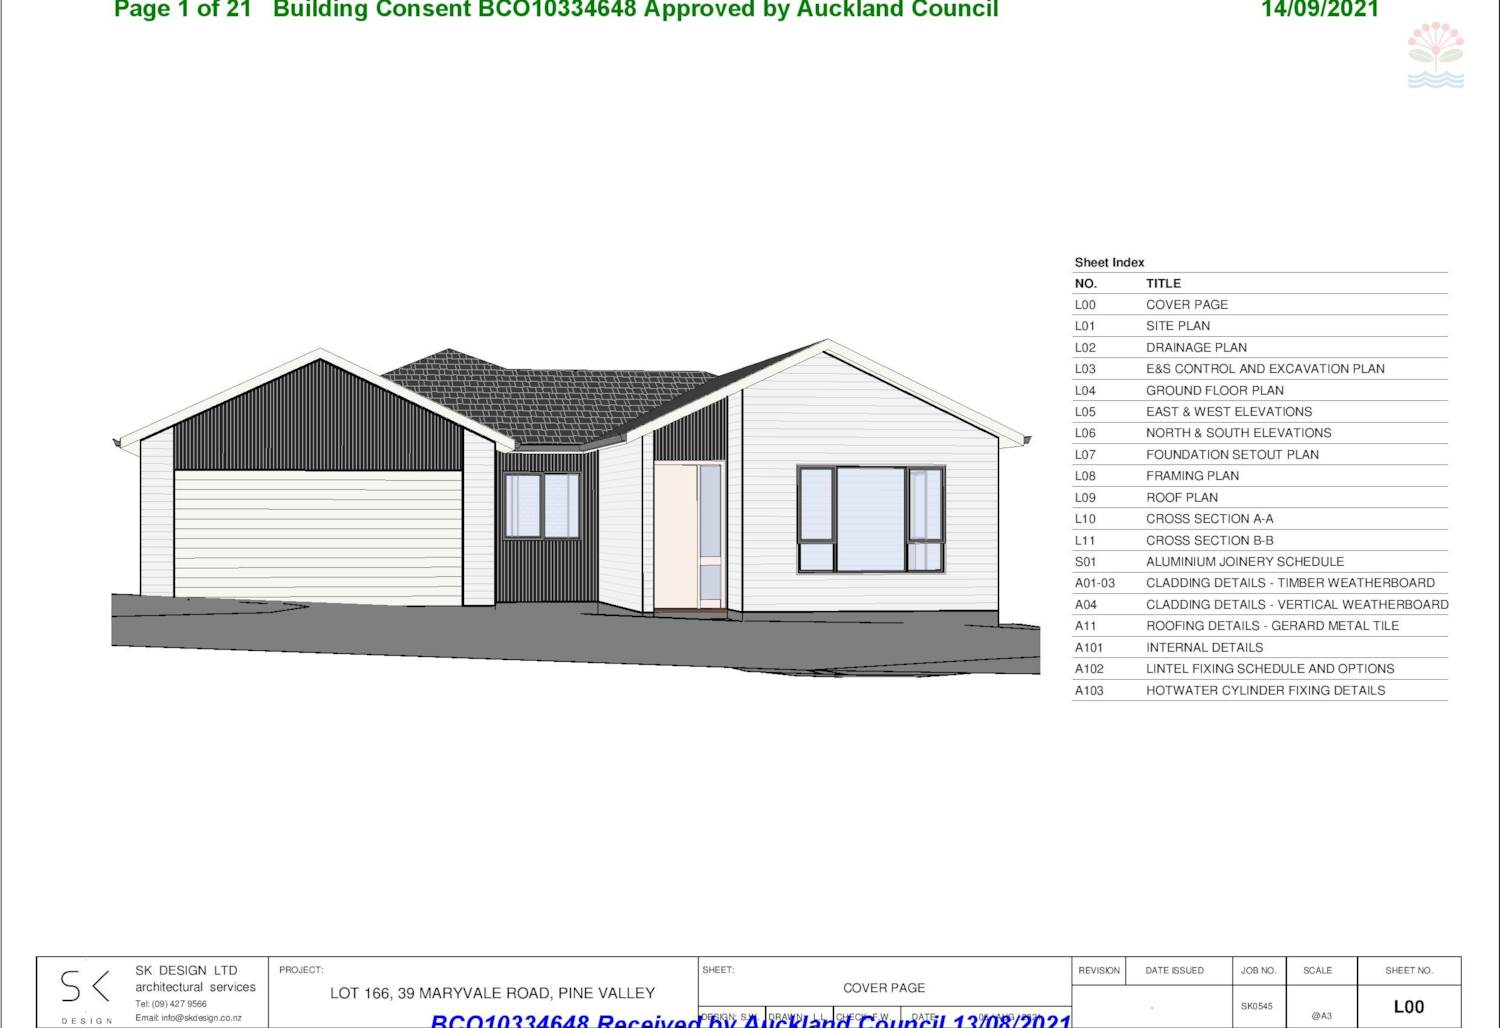 Page 1 of 21 Building Consent BCO10334648 Approved by Auckland Council 14/09/2021
Sheet Index
NO. TITLE
L00 COVER PAGE
L01 SITE PLAN
L02 DRAINAGE PLAN
L03 E&S CONTROL AND EXCAVATION PLAN
L04 GROUND FLOOR PLAN
L05 EAST & WEST ELEVATIONS
L06 NORTH & SOUTH ELEVATIONS
L07 FOUNDATION SETOUT PLAN
L08 FRAMING PLAN
L09 ROOF PLAN
L10 CROSS SECTION A-A
L11 CROSS SECTION B-B
S01 ALUMINIUM JOINERY SCHEDULE
A01-03 CLADDING DETAILS - TIMBER WEATHERBOARD
A04 CLADDING DETAILS - VERTICAL WEATHERBOARD
A11 ROOFING DETAILS - GERARD METAL TILE
A101 INTERNAL DETAILS
A102 LINTEL FIXING SCHEDULE AND OPTIONS
A103 HOTWATER CYLINDER FIXING DETAILS
SK
DESIGN
SK DESIGN LTD
architectural services
Tel: (09) 427 9566
Email: info@skdesign.co.nz
PROJECT:
LOT 166, 39 MARYVALE ROAD, PINE VALLEY
SHEET:
COVER PAGE
DESIGN: S.W. DRAWN: L.L. CHECK: F.W. DATE:
REVISION DATE ISSUED JOB NO. SCALE SHEET NO.
- SK0545 @A3 L00
BCO10334648 Received by Auckland Council 13/08/2021